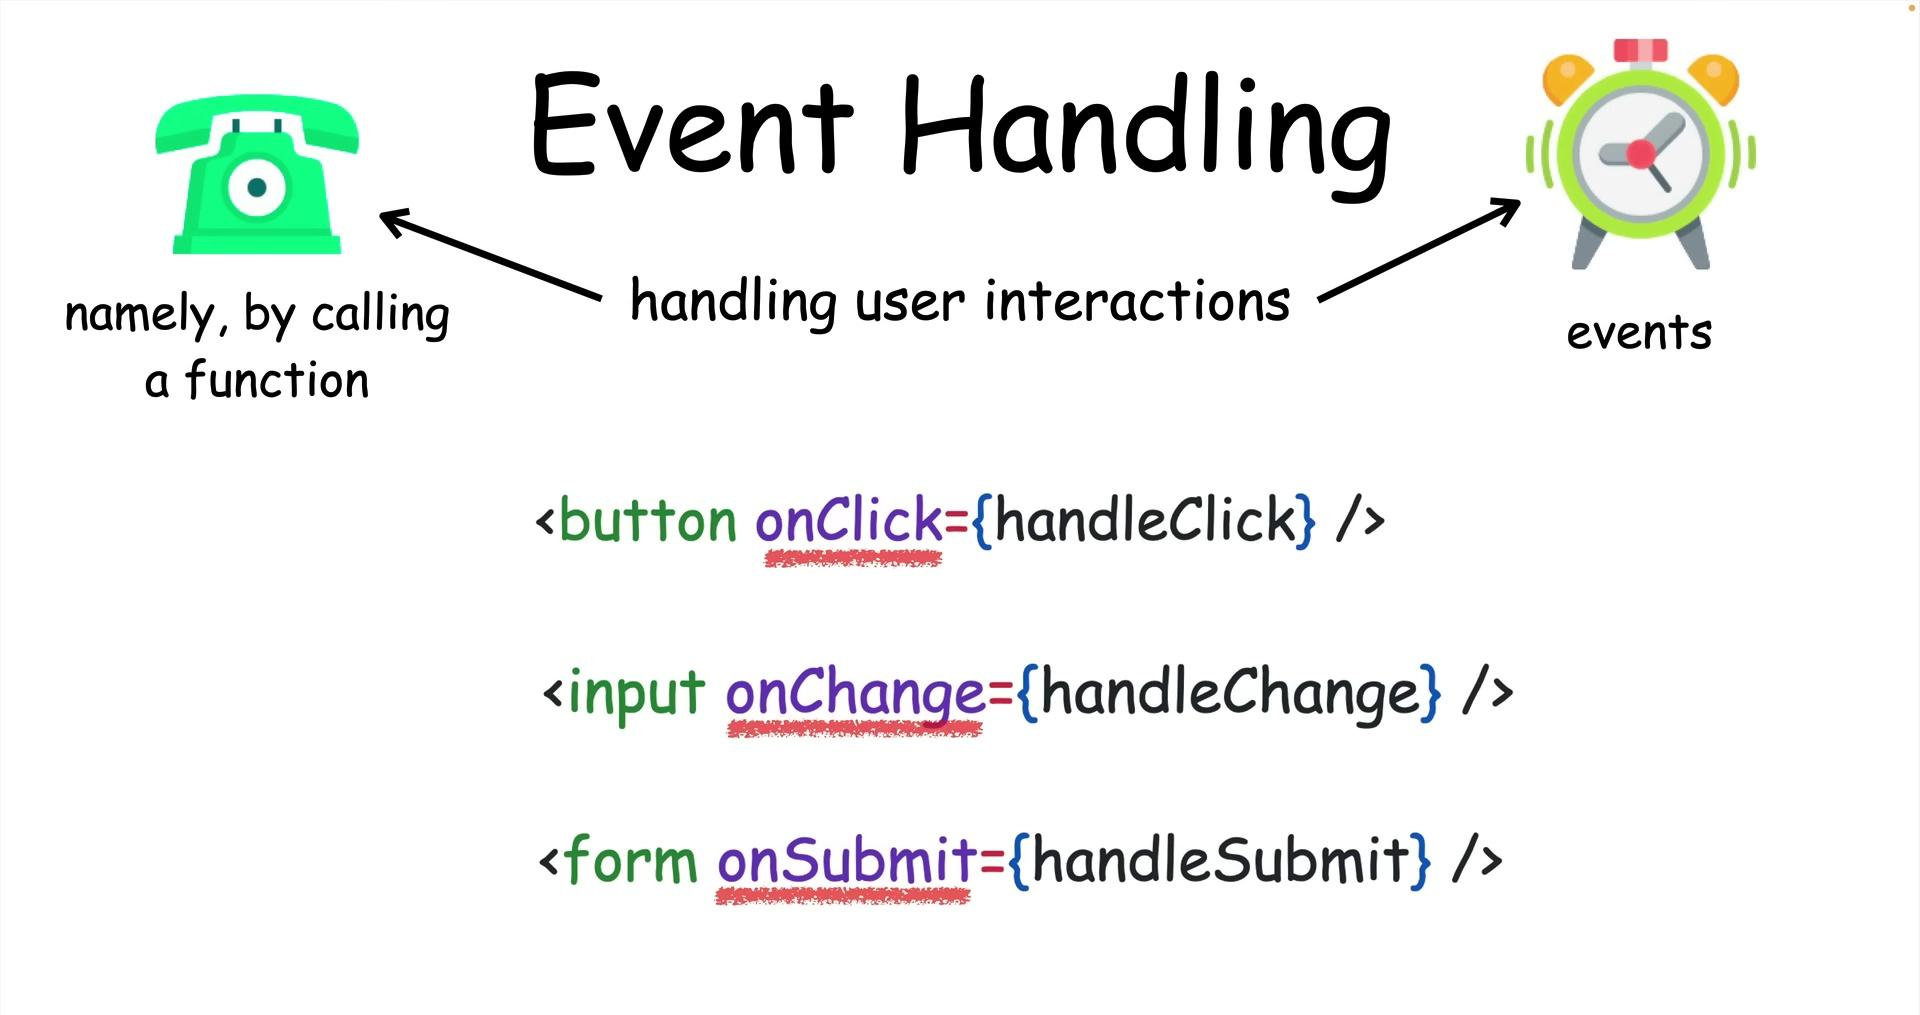 Event Handling
handling user interactions
namely, by calling
a function
events
<button onClick={handleClick} />
<input onChange={handleChange} />
<form onSubmit={handleSubmit} />